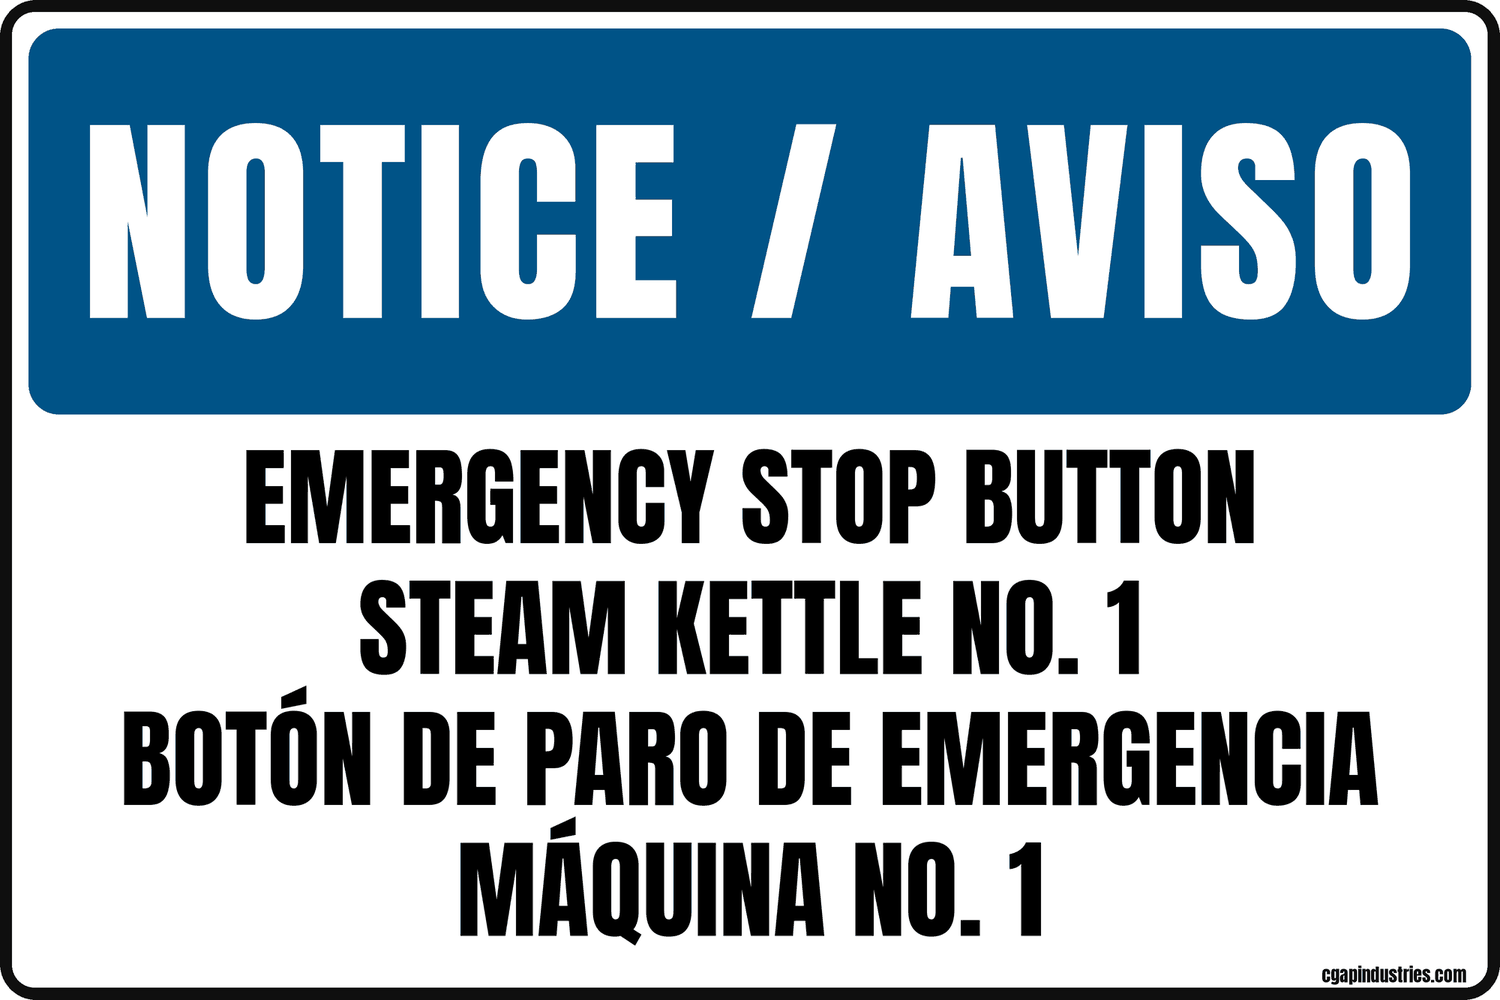 NOTICE / AVISO
EMERGENCY STOP BUTTON
STEAM KETTLE NO. 1
BOTÓN DE PARO DE EMERGENCIA
MÁQUINA NO. 1
cgapindustries.com